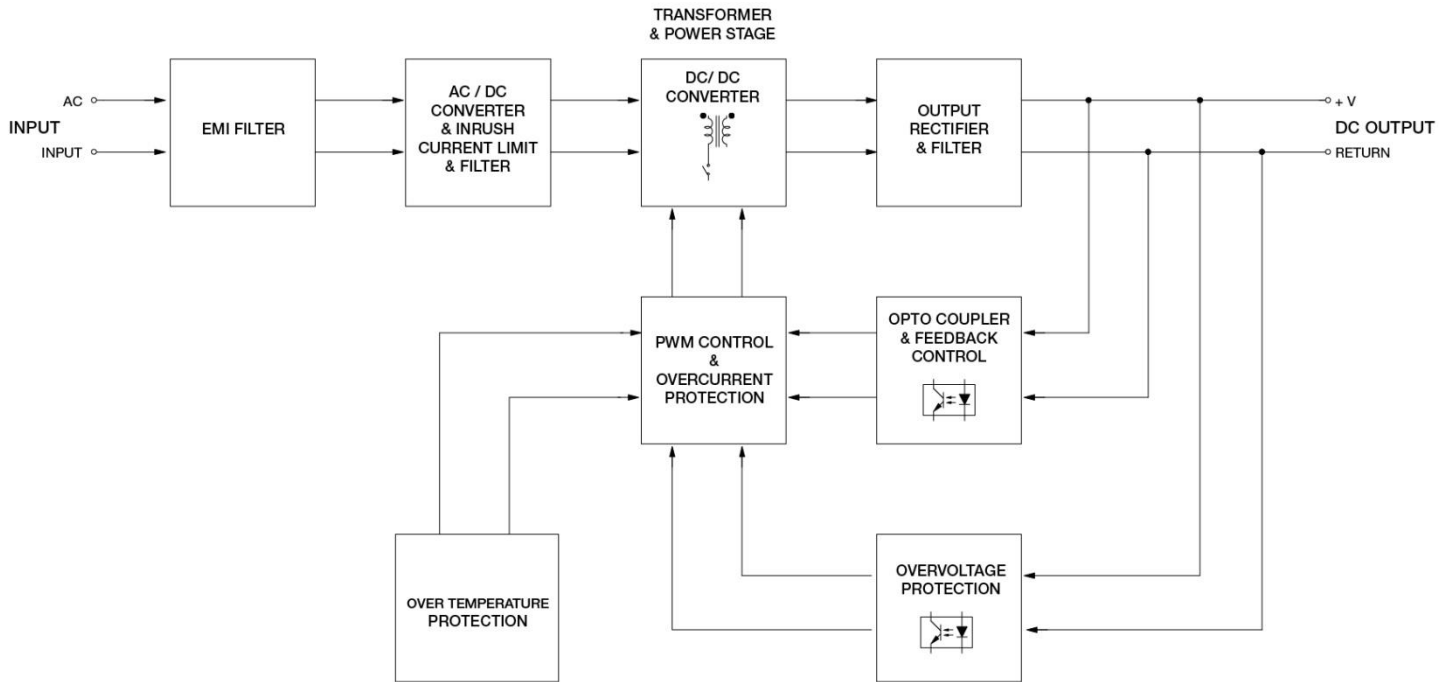 TRANSFORMER
& POWER STAGE
AC
INPUT
INPUT
EMI FILTER
AC / DC
CONVERTER
& INRUSH
CURRENT LIMIT
& FILTER
DC/ DC
CONVERTER
OUTPUT
RECTIFIER
& FILTER
+ V
DC OUTPUT
RETURN
PWM CONTROL
&
OVERCURRENT
PROTECTION
OPTO COUPLER
& FEEDBACK
CONTROL
OVER TEMPERATURE
PROTECTION
OVERVOLTAGE
PROTECTION